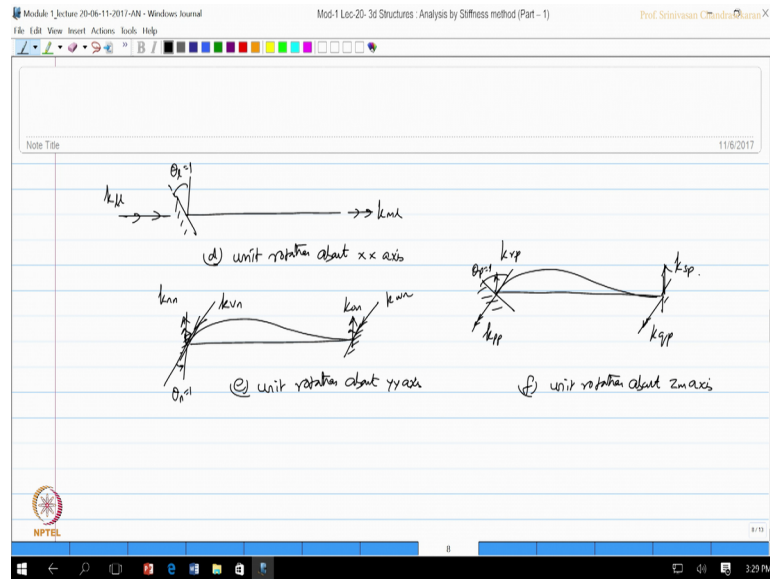 Module 1_lecture 20-06-11-2017-AN - Windows Journal
Mod-1 Lec-20- 3d Structures : Analysis by Stiffness method (Part – 1)
Prof. Srinivasan Chandrasekaran
File Edit View Insert Actions Tools Help
B I
Note Title
11/6/2017
θl=1
kll
kml
(d) unit rotation about xx axis
knn
kvn
kwn
θn=1
(e) unit rotation about yy axis
θp=1
krp
kpp
ksp.
kqp
(f) unit rotation about zm axis
NPTEL
8/13
8
3:29 PM